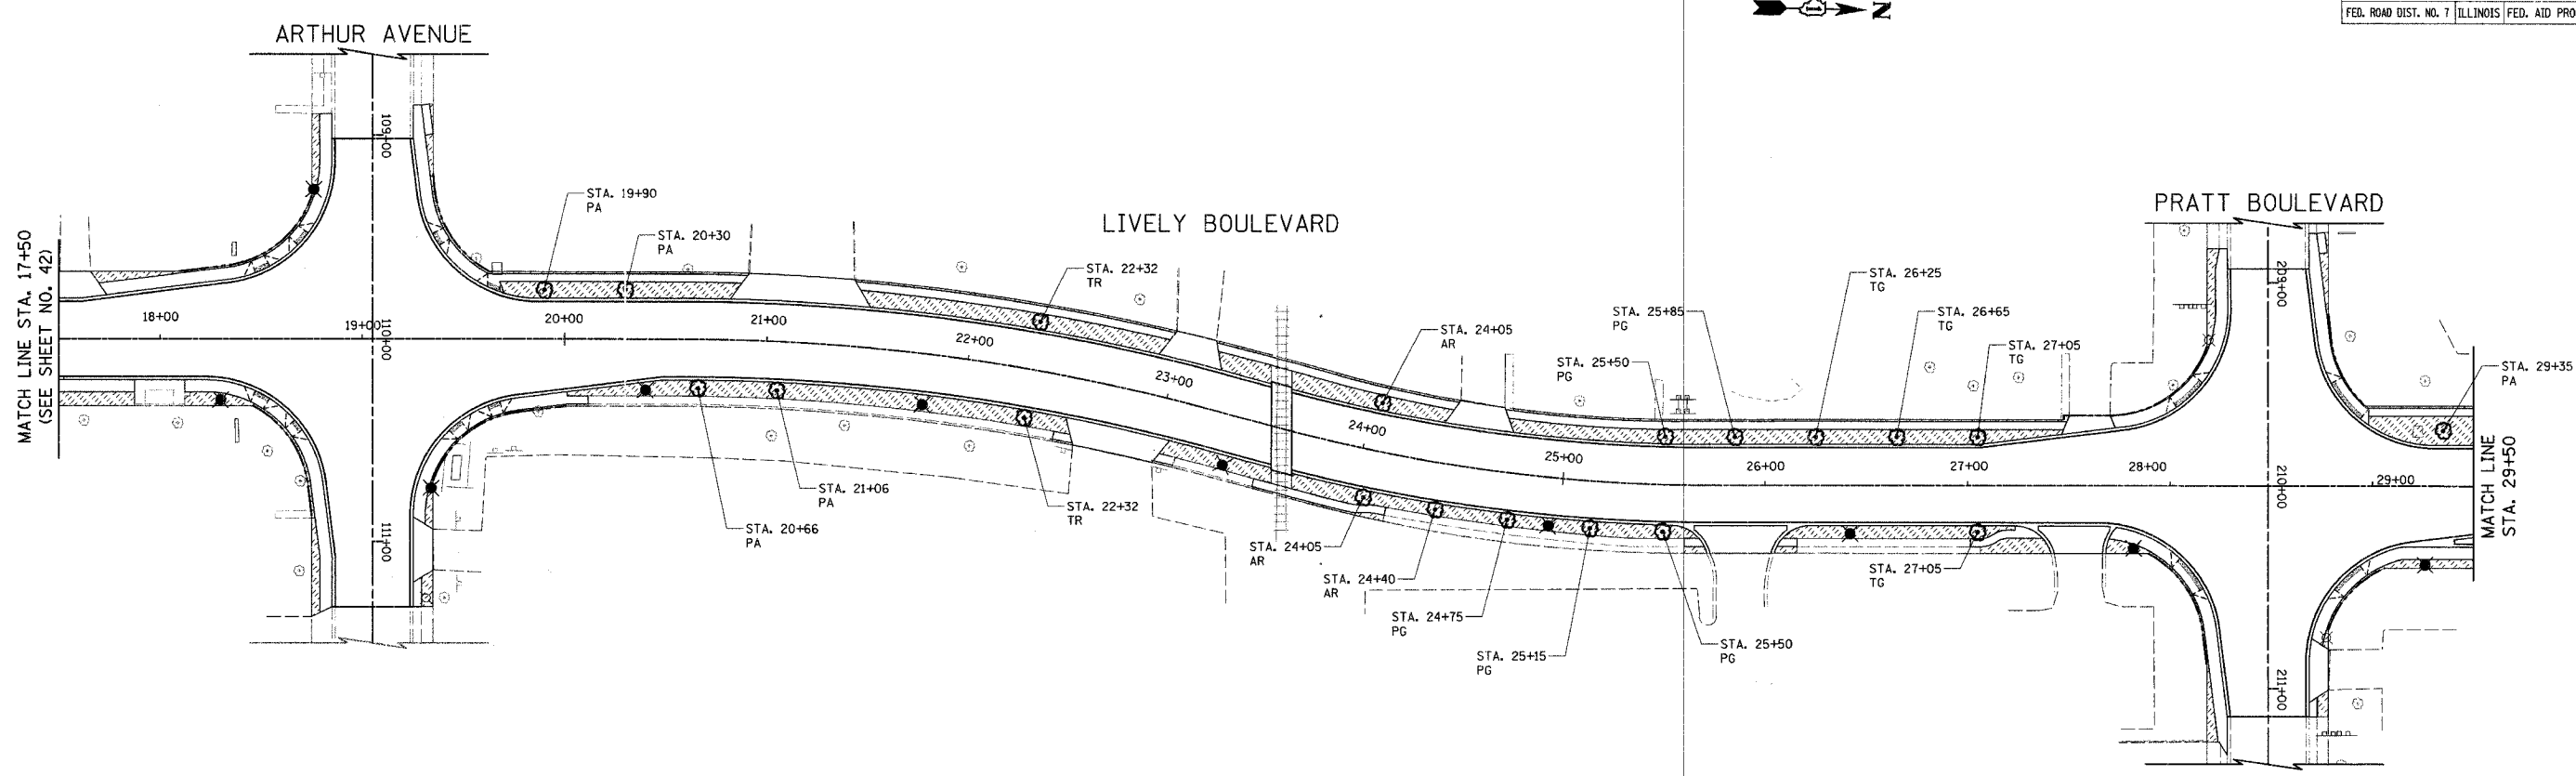 N
FED. ROAD DIST. NO. 7 ILLINOIS FED. AID PRO
ARTHUR AVENUE
LIVELY BOULEVARD
PRATT BOULEVARD
MATCH LINE STA. 17+50
(SEE SHEET NO. 42)
109+00
110+00
111+00
18+00
19+00
20+00
21+00
22+00
23+00
24+00
25+00
26+00
27+00
28+00
29+00
209+00
210+00
211+00
STA. 19+90
PA
STA. 20+30
PA
STA. 22+32
TR
STA. 24+05
AR
STA. 25+50
PG
STA. 25+85
PG
STA. 26+25
TG
STA. 26+65
TG
STA. 27+05
TG
STA. 29+35
PA
STA. 20+66
PA
STA. 21+06
PA
STA. 22+32
TR
STA. 24+05
AR
STA. 24+40
AR
STA. 24+75
PG
STA. 25+15
PG
STA. 25+50
PG
STA. 27+05
TG
MATCH LINE
STA. 29+50